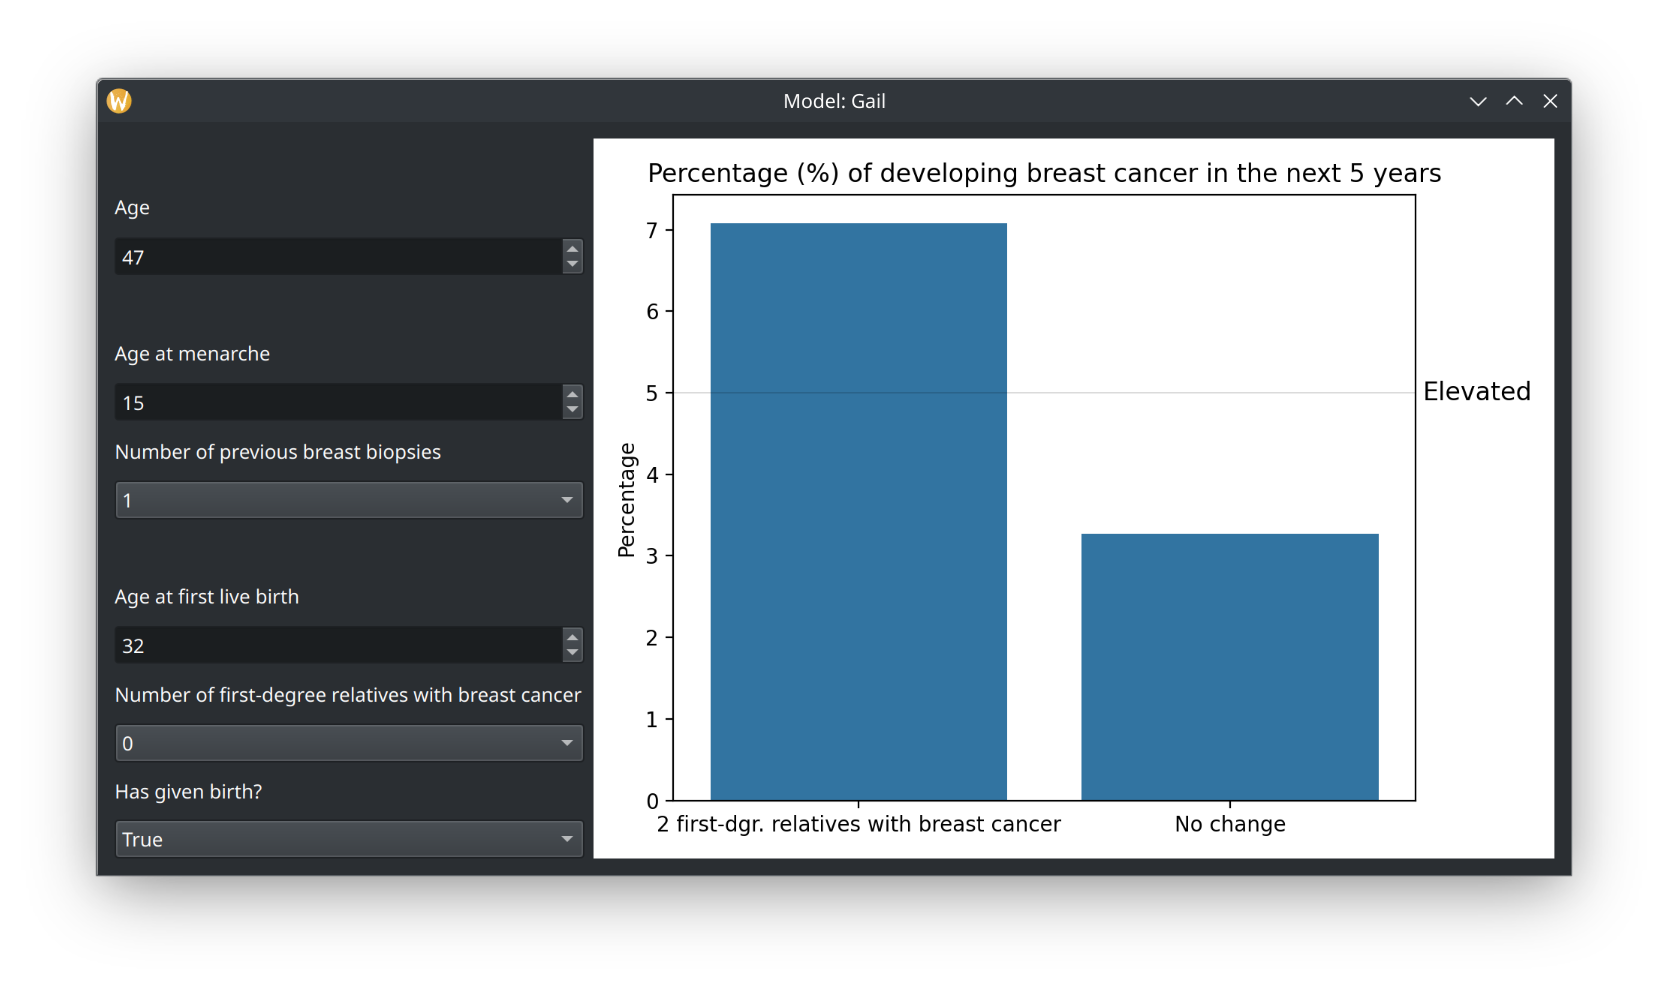 Model: Gail
Age
47
Age at menarche
15
Number of previous breast biopsies
1
Age at first live birth
32
Number of first-degree relatives with breast cancer
0
Has given birth?
True
Percentage (%) of developing breast cancer in the next 5 years
7
6
5
4
3
2
1
0
Percentage
Elevated
2 first-dgr. relatives with breast cancer
No change